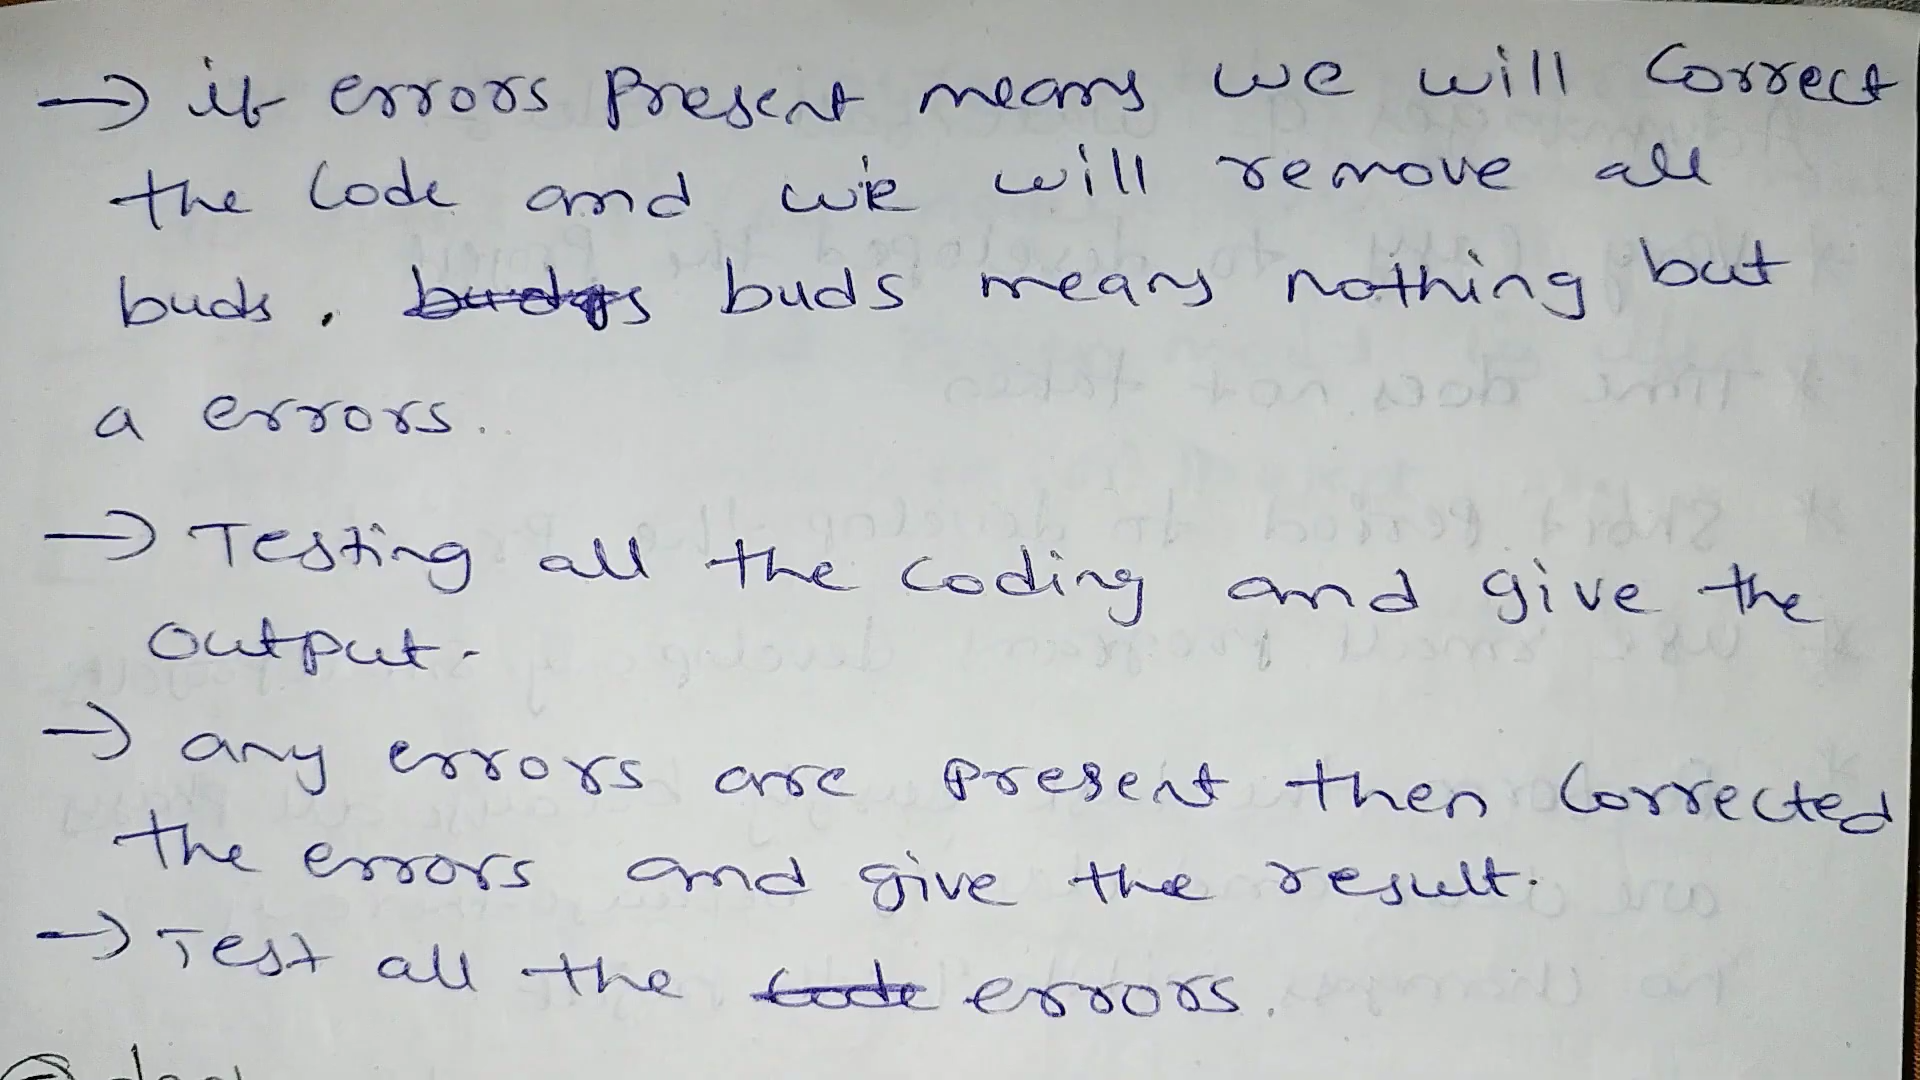 → if errors Present means we will Correct
the Code and we will remove all
buds. buds means nothing but
a errors.
→ Testing all the coding and give the
output.
→ any errors are present then Corrected
the errors and give the result.
→ Test all the code errors.